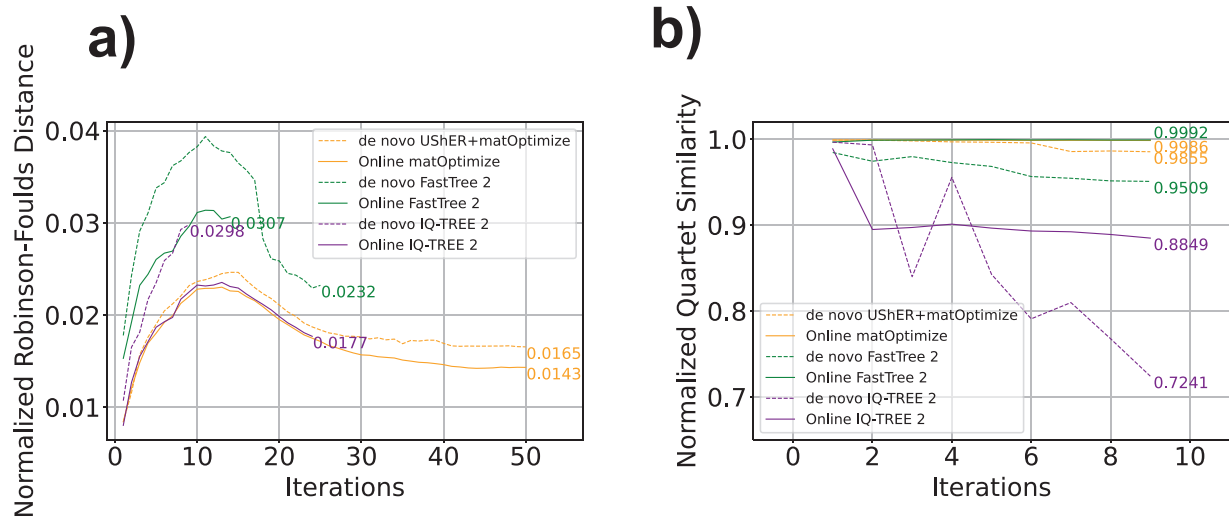 a)
Normalized Robinson-Foulds Distance
0.04
0.03
0.02
0.01
de novo UShER+matOptimize
Online matOptimize
de novo FastTree 2
Online FastTree 2
de novo IQ-TREE 2
Online IQ-TREE 2
0.0307
0.0298
0.0232
0.0177
0.0165
0.0143
0 10 20 30 40 50
Iterations
b)
Normalized Quartet Similarity
1.0
0.9
0.8
0.7
0.9992
0.9986
0.9855
0.9509
0.8849
0.7241
de novo UShER+matOptimize
Online matOptimize
de novo FastTree 2
Online FastTree 2
de novo IQ-TREE 2
Online IQ-TREE 2
0 2 4 6 8 10
Iterations